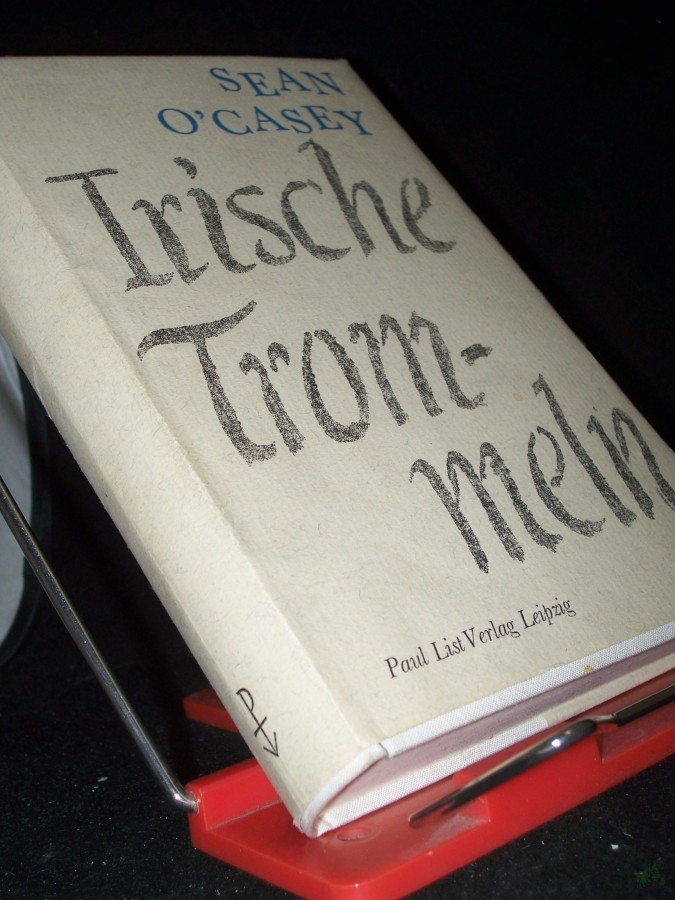 SEAN
O'CASEY
Irische
Trom-
meln
Paul List Verlag Leipzig